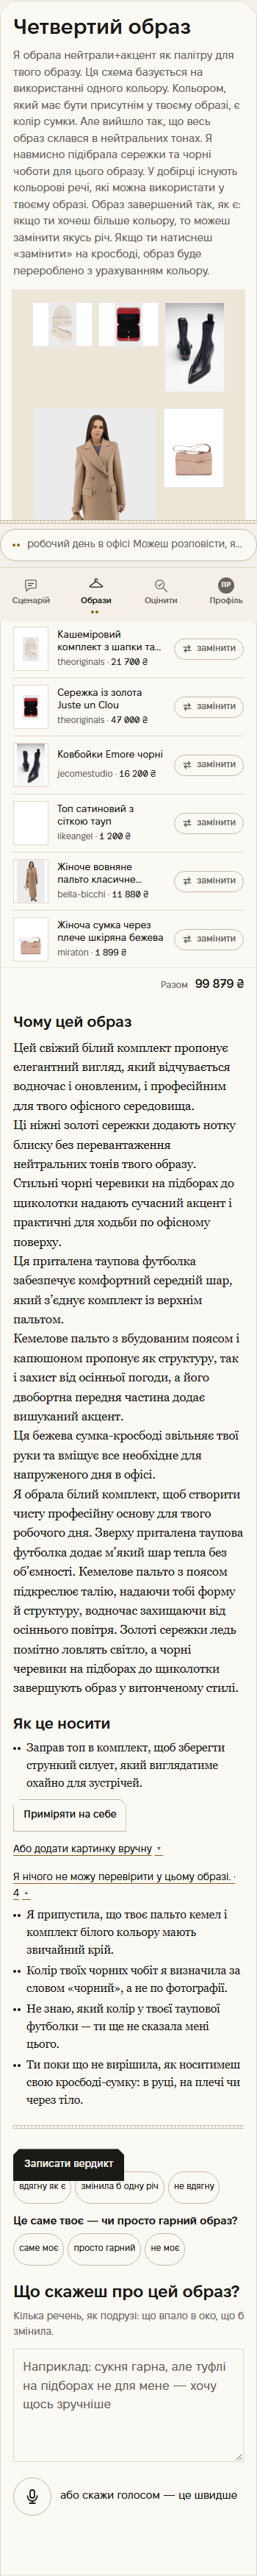 Четвертий образ
Я обрала нейтрали+акцент як палітру для
твого образу. Ця схема базується на
використанні одного кольору. Кольором,
який має бути присутнім у твоєму образі, є
колір сумки. Але вийшло так, що весь
образ склався в нейтральних тонах. Я
навмисно підібрала сережки та чорні
чоботи для цього образу. У добірці існують
кольорові речі, які можна використати у
твоєму образі. Образ завершений так, як є:
якщо ти хочеш більше кольору, то можеш
замінити якусь річ. Якщо ти натиснеш
«замінити» на кросбоді, образ буде
перероблено з урахуванням кольору.
робочий день в офісі Можеш розповісти, я...
Сценарій
Образи
Оцінити
ПР
Профіль
Кашеміровий
комплект з шапки та...
theoriginals · 21 700 ₴
замінити
Сережка із золота
Juste un Clou
theoriginals · 47 000 ₴
замінити
Ковбойки Emore чорні
jecomestudio · 16 200 ₴
замінити
Топ сатиновий з
сіткою тауп
likeangel · 1 200 ₴
замінити
Жіноче вовняне
пальто класичне...
bella-bicchi · 11 880 ₴
замінити
Жіноча сумка через
плече шкіряна бежева
miraton · 1 899 ₴
замінити
Разом 99 879 ₴
Чому цей образ
Цей свіжий білий комплект пропонує
елегантний вигляд, який відчувається
водночас і оновленим, і професійним
для твого офісного середовища.
Ці ніжні золоті сережки додають нотку
блиску без перевантаження
нейтральних тонів твого образу.
Стильні чорні черевики на підборах до
щиколотки надають сучасний акцент і
практичні для ходьби по офісному
поверху.
Ця приталена таупова футболка
забезпечує комфортний середній шар,
який з’єднує комплект із верхнім
пальтом.
Кемелове пальто з вбудованим поясом і
капюшоном пропонує як структуру, так
і захист від осінньої погоди, а його
двобортна передня частина додає
вишуканий акцент.
Ця бежева сумка-кросбоді звільняє твої
руки та вміщує все необхідне для
напруженого дня в офісі.
Я обрала білий комплект, щоб створити
чисту професійну основу для твого
робочого дня. Зверху приталена таупова
футболка додає м’який шар тепла без
об’ємності. Кемелове пальто з поясом
підкреслює талію, надаючи тобі форму
й структуру, водночас захищаючи від
осіннього повітря. Золоті сережки ледь
помітно ловлять світло, а чорні
черевики на підборах до щиколотки
завершують образ у витонченому стилі.
Як це носити
Заправ топ в комплект, щоб зберегти
стрункий силует, який виглядатиме
охайно для зустрічей.
Приміряти на себе
Або додати картинку вручну
Я нічого не можу перевірити у цьому образі. ·
4
Я припустила, що твоє пальто кемел і
комплект білого кольору мають
звичайний крій.
Колір твоїх чорних чобіт я визначила за
словом «чорний», а не по фотографії.
Не знаю, який колір у твоєї таупової
футболки — ти ще не сказала мені
цього.
Ти поки що не вирішила, як носитимеш
свою кросбоді-сумку: в руці, на плечі чи
через тіло.
Записати вердикт
вдягну як є
змінила б одну річ
не вдягну
Це саме твоє — чи просто гарний образ?
саме моє
просто гарний
не моє
Що скажеш про цей образ?
Кілька речень, як подрузі: що впало в око, що б
змінила.
Наприклад: сукня гарна, але туфлі
на підборах не для мене — хочу
щось зручніше
або скажи голосом — це швидше